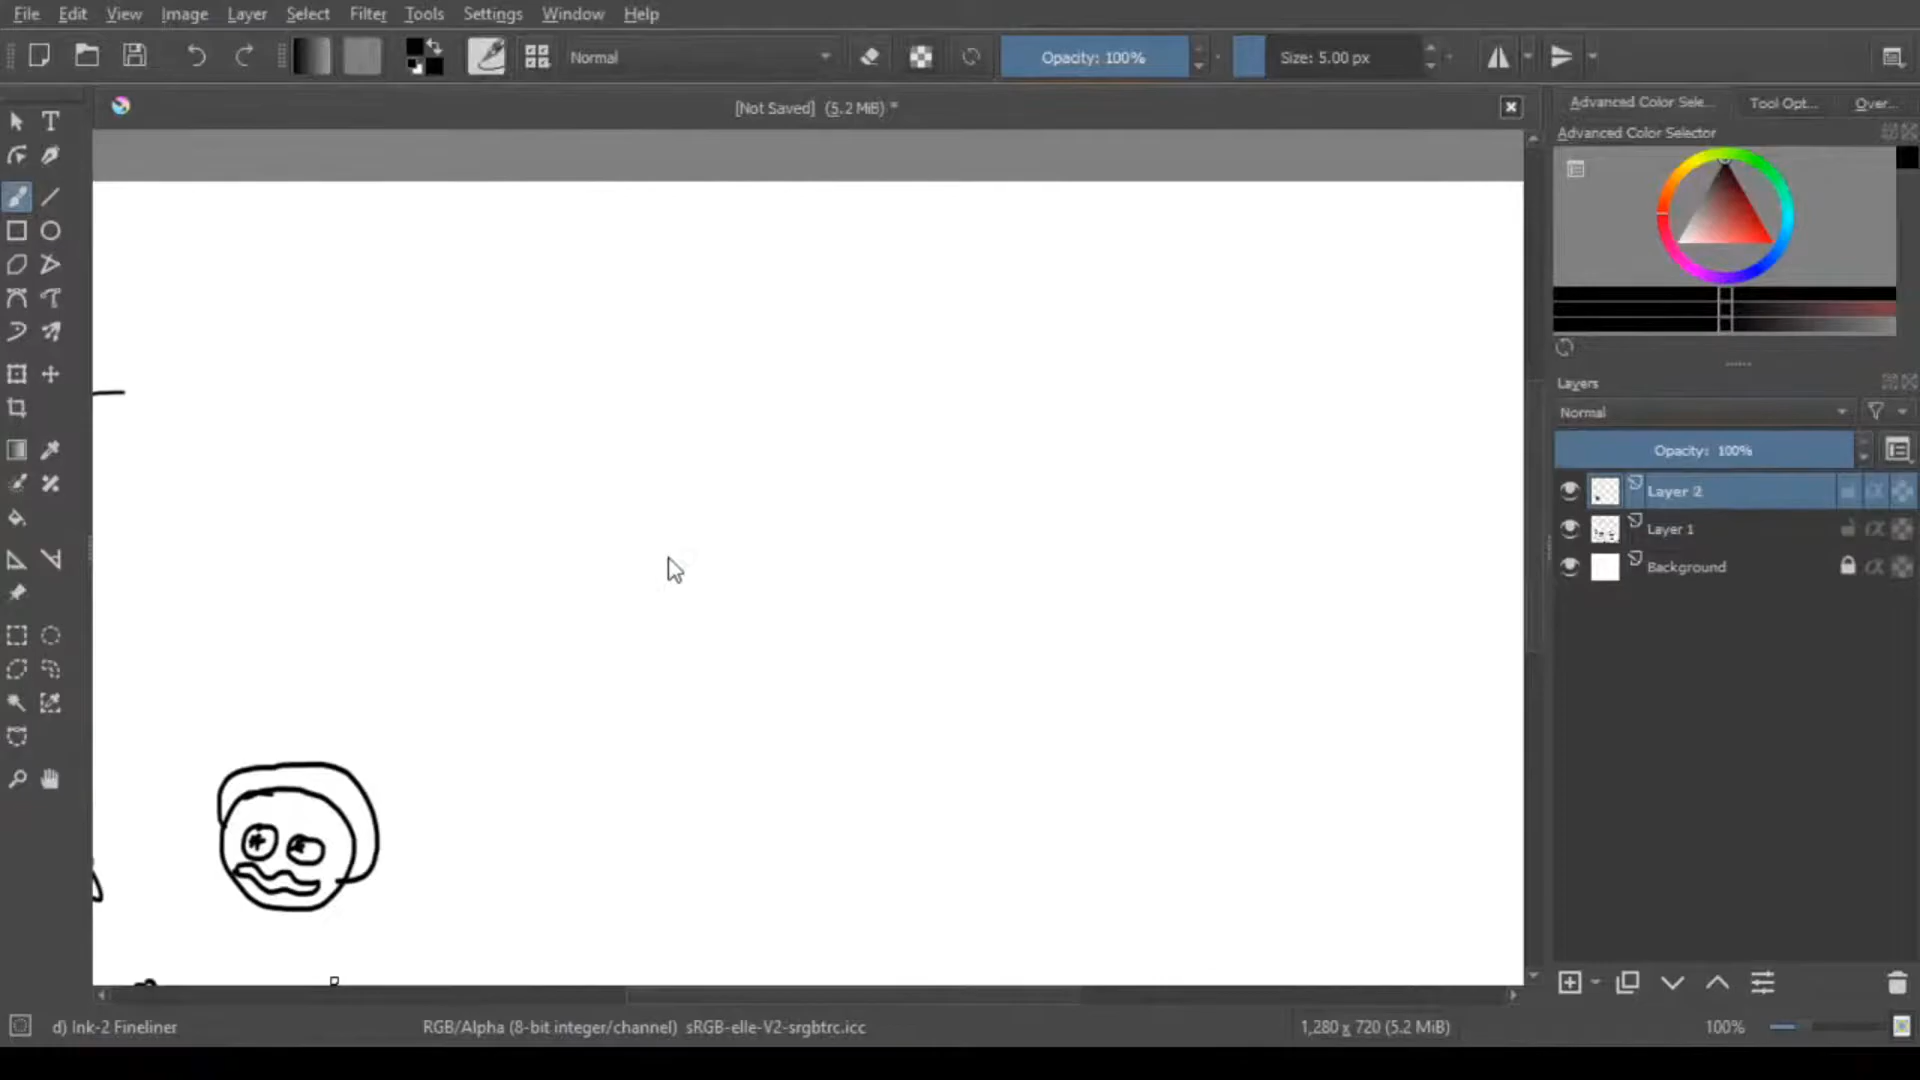 File Edit View Image Layer Select Filter Tools Settings Window Help
Normal Opacity: 100% Size: 5.00 px
[Not Saved] (5.2 MiB) *
Advanced Color Sele... Tool Opt... Over...
Advanced Color Selector
Layers
Normal
Opacity: 100%
Layer 2
Layer 1
Background
d) Ink-2 Fineliner RGB/Alpha (8-bit integer/channel) sRGB-elle-V2-srgbtrc.icc 1,280 x 720 (5.2 MiB) 100%